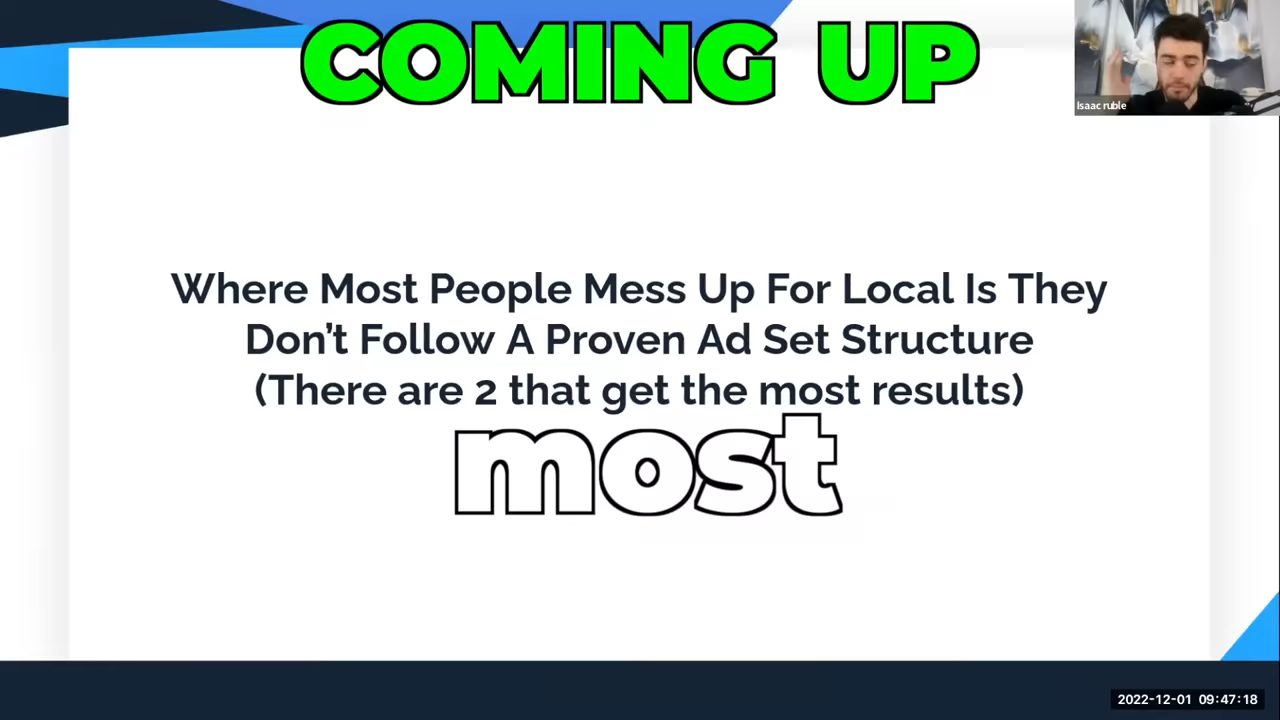 COMING UP
Isaac ruble
Where Most People Mess Up For Local Is They
Don’t Follow A Proven Ad Set Structure
(There are 2 that get the most results)
most
2022-12-01 09:47:18